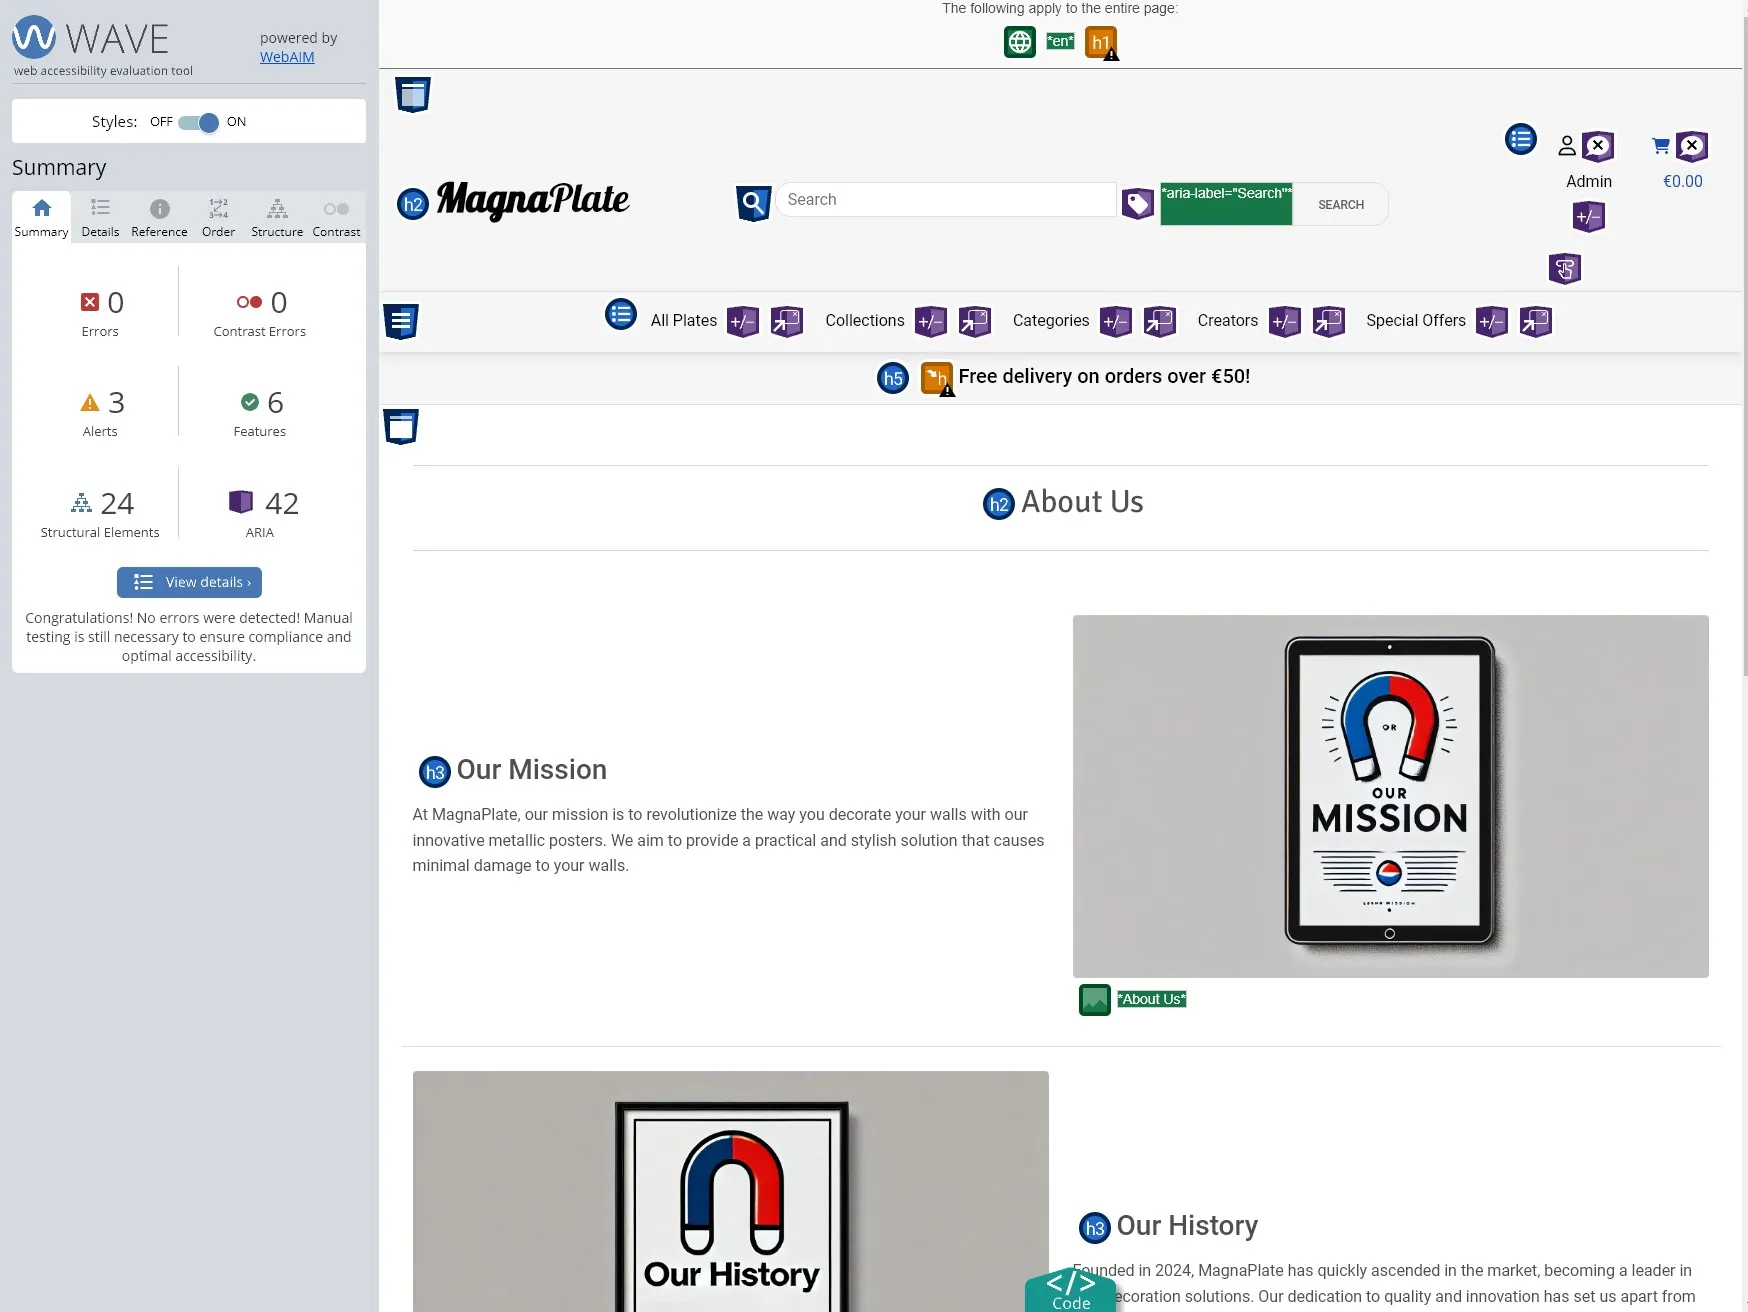 WAVE
powered by
WebAIM
web accessibility evaluation tool
Styles: OFF ON
Summary
Summary Details Reference Order Structure Contrast
0
Errors
0
Contrast Errors
3
Alerts
6
Features
24
Structural Elements
42
ARIA
View details ›
Congratulations! No errors were detected! Manual
testing is still necessary to ensure compliance and
optimal accessibility.
The following apply to the entire page:
*en* h1
h2 MagnaPlate
Search
*aria-label="Search"*
SEARCH
Admin
+/-
€0.00
All Plates +/- Collections +/- Categories +/- Creators +/- Special Offers +/-
h5 h Free delivery on orders over €50!
h2 About Us
h3 Our Mission
At MagnaPlate, our mission is to revolutionize the way you decorate your walls with our
innovative metallic posters. We aim to provide a practical and stylish solution that causes
minimal damage to your walls.
OR
OUR
MISSION
*About Us*
Our History
h3 Our History
Founded in 2024, MagnaPlate has quickly ascended in the market, becoming a leader in
ecoration solutions. Our dedication to quality and innovation has set us apart from
</>
Code